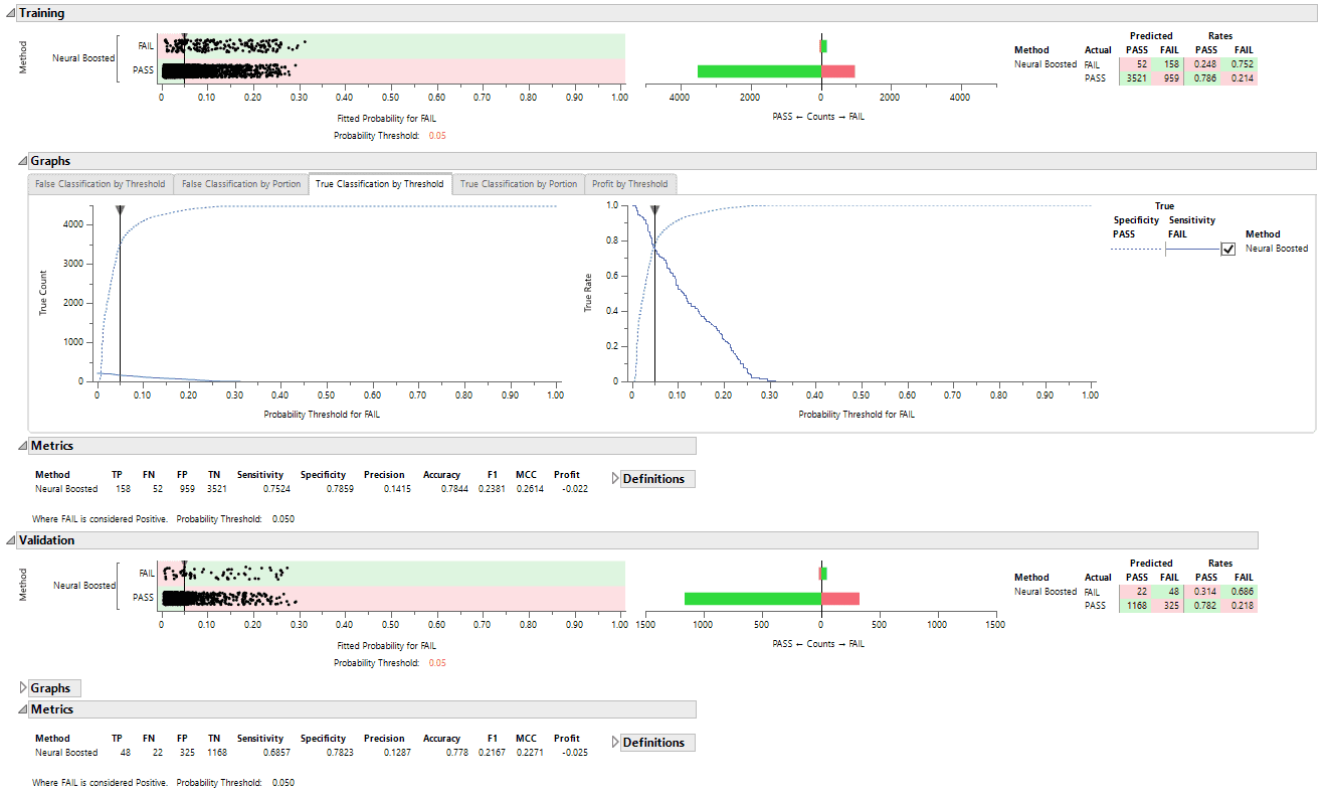 Training
Method
Neural Boosted
FAIL
PASS
0 0.10 0.20 0.30 0.40 0.50 0.60 0.70 0.80 0.90 1.00
Fitted Probability for FAIL
Probability Threshold: 0.05
4000 2000 0 2000 4000
PASS ← Counts → FAIL
Predicted Rates
Method Actual PASS FAIL PASS FAIL
Neural Boosted FAIL 52 158 0.248 0.752
PASS 3521 959 0.786 0.214
Graphs
False Classification by Threshold False Classification by Portion True Classification by Threshold True Classification by Portion Profit by Threshold
True Count
4000
3000
2000
1000
0
0 0.10 0.20 0.30 0.40 0.50 0.60 0.70 0.80 0.90 1.00
Probability Threshold for FAIL
True Rate
1.0
0.8
0.6
0.4
0.2
0
0 0.10 0.20 0.30 0.40 0.50 0.60 0.70 0.80 0.90 1.00
Probability Threshold for FAIL
True
Specificity Sensitivity
PASS FAIL Method
Neural Boosted
Metrics
Method TP FN FP TN Sensitivity Specificity Precision Accuracy F1 MCC Profit
Neural Boosted 158 52 959 3521 0.7524 0.7859 0.1415 0.7844 0.2381 0.2614 -0.022
Definitions
Where FAIL is considered Positive. Probability Threshold: 0.050
Validation
Method
Neural Boosted
FAIL
PASS
0 0.10 0.20 0.30 0.40 0.50 0.60 0.70 0.80 0.90 1.00
Fitted Probability for FAIL
Probability Threshold: 0.05
1500 1000 500 0 500 1000 1500
PASS ← Counts → FAIL
Predicted Rates
Method Actual PASS FAIL PASS FAIL
Neural Boosted FAIL 22 48 0.314 0.686
PASS 1168 325 0.782 0.218
Graphs
Metrics
Method TP FN FP TN Sensitivity Specificity Precision Accuracy F1 MCC Profit
Neural Boosted 48 22 325 1168 0.6857 0.7823 0.1287 0.778 0.2167 0.2271 -0.025
Definitions
Where FAIL is considered Positive. Probability Threshold: 0.050